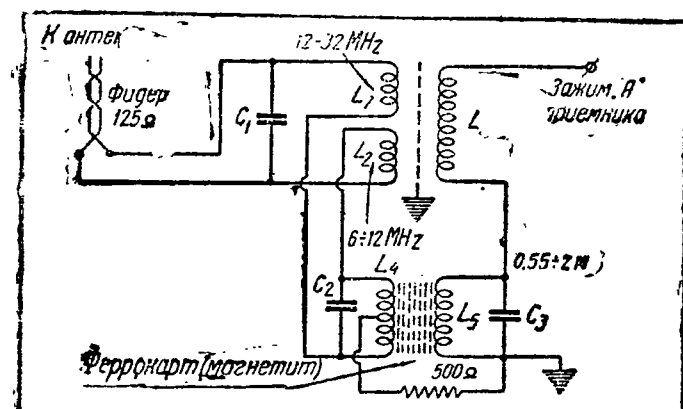 К антен
12-32 MHz
Фидер
125Ω
C₁
L₁
L₂
L
Зажим. "А"
приемника
6÷12 MHz
L₄
0,55÷2 м)
C₂
L₅
C₃
Феррокарт (магнетит)
500Ω